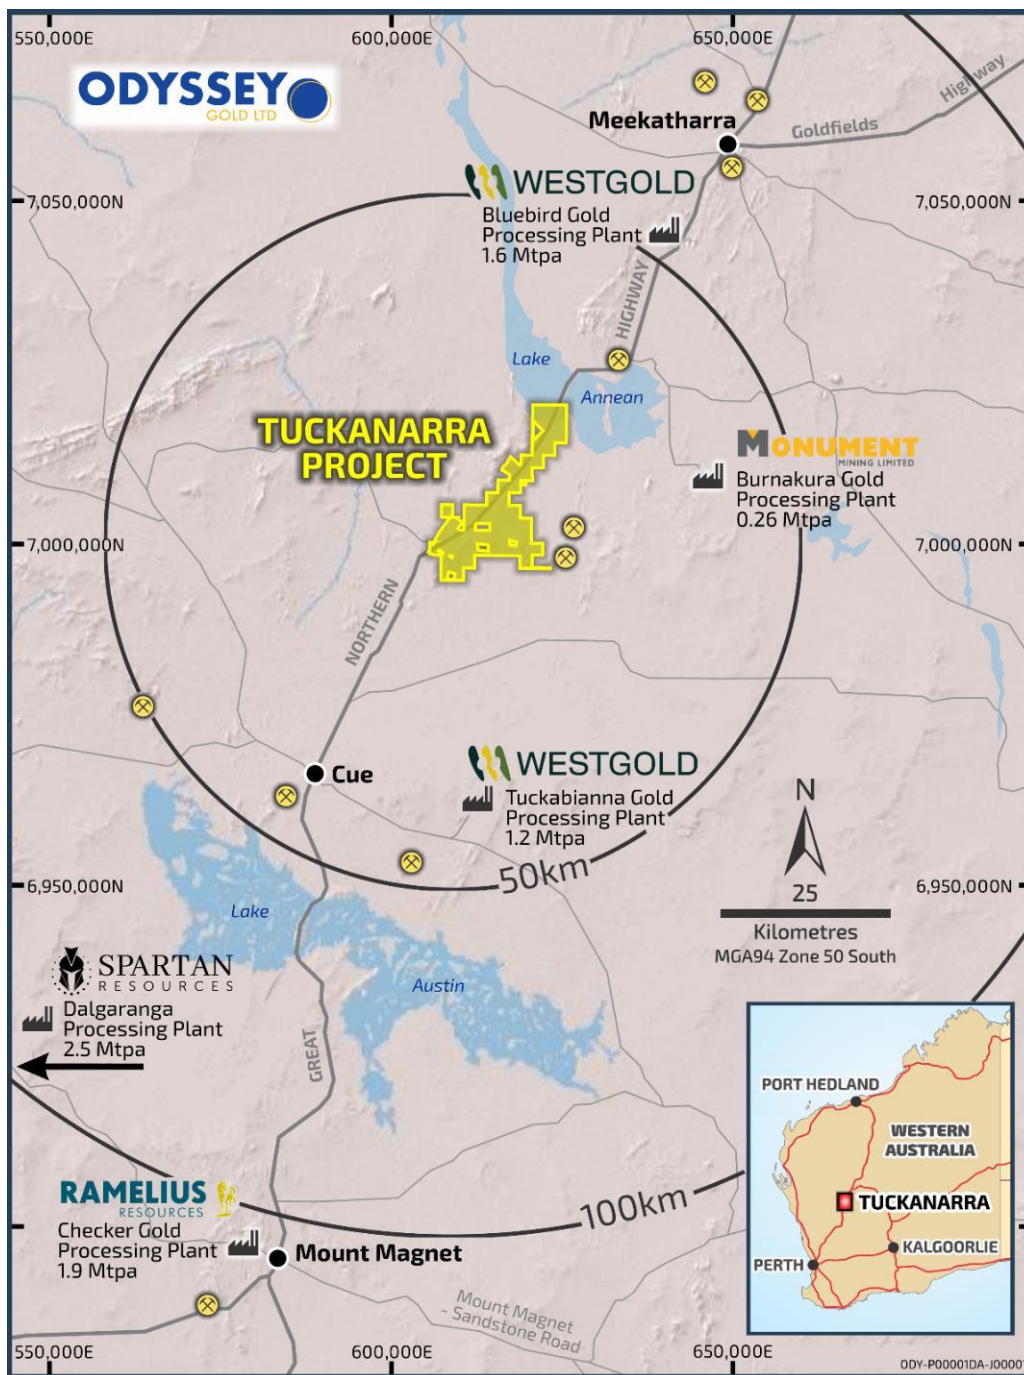 550,000E
600,000E
650,000E
ODYSSEY
GOLD LTD
Meekatharra
Goldfields
Highway
WESTGOLD
Bluebird Gold
Processing Plant
1.6 Mtpa
7,050,000N
7,050,000N
HIGHWAY
Lake
Annean
TUCKANARRA
PROJECT
MONUMENT
MINING LIMITED
Burnakura Gold
Processing Plant
0.26 Mtpa
7,000,000N
7,000,000N
NORTHERN
Cue
WESTGOLD
Tuckabianna Gold
Processing Plant
1.2 Mtpa
50km
N
25
Kilometres
MGA94 Zone 50 South
6,950,000N
6,950,000N
Lake
Austin
SPARTAN
RESOURCES
Dalgaranga
Processing Plant
2.5 Mtpa
GREAT
PORT HEDLAND
WESTERN
AUSTRALIA
TUCKANARRA
KALGOORLIE
PERTH
RAMELIUS
RESOURCES
Checker Gold
Processing Plant
1.9 Mtpa
100km
Mount Magnet
Mount Magnet
- Sandstone Road
550,000E
600,000E
650,000E
ODY-P00001DA-J00001